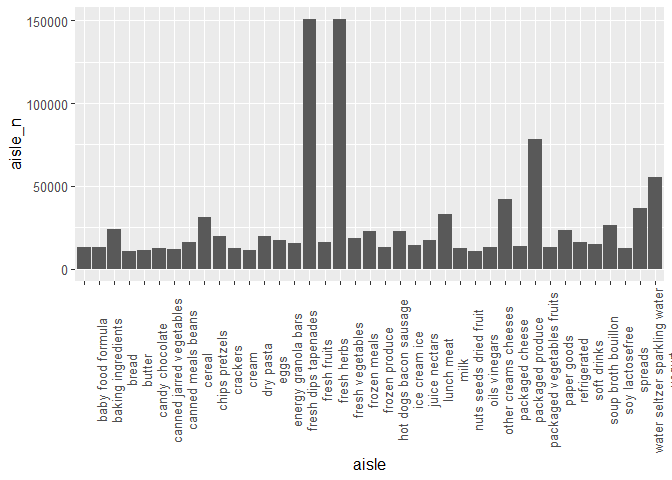 150000
100000
50000
0
aisle_n
baby food formula
baking ingredients
bread
butter
candy chocolate
canned jarred vegetables
canned meals beans
cereal
chips pretzels
crackers
cream
dry pasta
eggs
energy granola bars
fresh dips tapenades
fresh fruits
fresh herbs
fresh vegetables
frozen meals
frozen produce
hot dogs bacon sausage
ice cream ice
juice nectars
lunch meat
milk
nuts seeds dried fruit
oils vinegars
other creams cheeses
packaged cheese
packaged produce
packaged vegetables fruits
paper goods
refrigerated
soft drinks
soup broth bouillon
soy lactosefree
spreads
water seltzer sparkling water
aisle